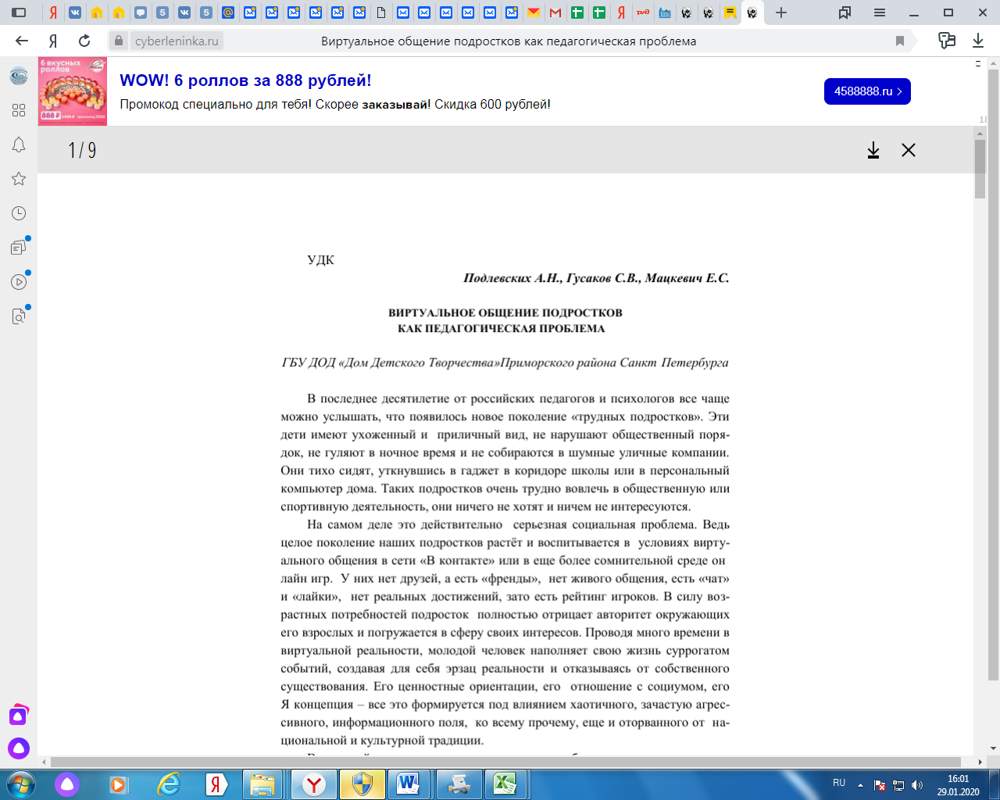 cyberleninka.ru
Виртуальное общение подростков как педагогическая проблема
6 вкусных
роллов
888 ₽
WOW! 6 роллов за 888 рублей!
Промокод специально для тебя! Скорее заказывай! Скидка 600 рублей!
4588888.ru
18
1 / 9
УДК
Подлевских А.Н., Гусаков С.В., Мацкевич Е.С.
ВИРТУАЛЬНОЕ ОБЩЕНИЕ ПОДРОСТКОВ
КАК ПЕДАГОГИЧЕСКАЯ ПРОБЛЕМА
ГБУ ДОД «Дом Детского Творчества»Приморского района Санкт Петербурга
В последнее десятилетие от российских педагогов и психологов все чаще
можно услышать, что появилось новое поколение «трудных подростков». Эти
дети имеют ухоженный и приличный вид, не нарушают общественный поря-
док, не гуляют в ночное время и не собираются в шумные уличные компании.
Они тихо сидят, уткнувшись в гаджет в коридоре школы или в персональный
компьютер дома. Таких подростков очень трудно вовлечь в общественную или
спортивную деятельность, они ничего не хотят и ничем не интересуются.
На самом деле это действительно серьезная социальная проблема. Ведь
целое поколение наших подростков растёт и воспитывается в условиях вирту-
ального общения в сети «В контакте» или в еще более сомнительной среде он
лайн игр. У них нет друзей, а есть «френды», нет живого общения, есть «чат»
и «лайки», нет реальных достижений, зато есть рейтинг игроков. В силу воз-
растных потребностей подросток полностью отрицает авторитет окружающих
его взрослых и погружается в сферу своих интересов. Проводя много времени в
виртуальной реальности, молодой человек наполняет свою жизнь суррогатом
событий, создавая для себя эрзац реальности и отказываясь от собственного
существования. Его ценностные ориентации, его отношение с социумом, его
Я концепция – все это формируется под влиянием хаотичного, зачастую агрес-
сивного, информационного поля, ко всему прочему, еще и оторванного от на-
циональной и культурной традиции.
RU
16:01
29.01.2020